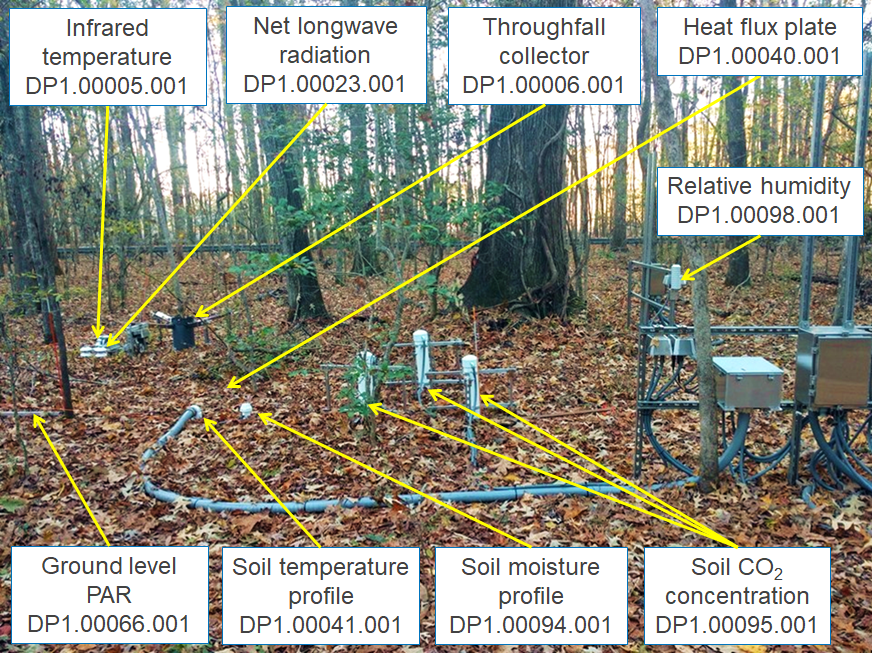 Infrared
temperature
DP1.00005.001
Net longwave
radiation
DP1.00023.001
Throughfall
collector
DP1.00006.001
Heat flux plate
DP1.00040.001
Relative humidity
DP1.00098.001
Ground level
PAR
DP1.00066.001
Soil temperature
profile
DP1.00041.001
Soil moisture
profile
DP1.00094.001
Soil CO₂
concentration
DP1.00095.001